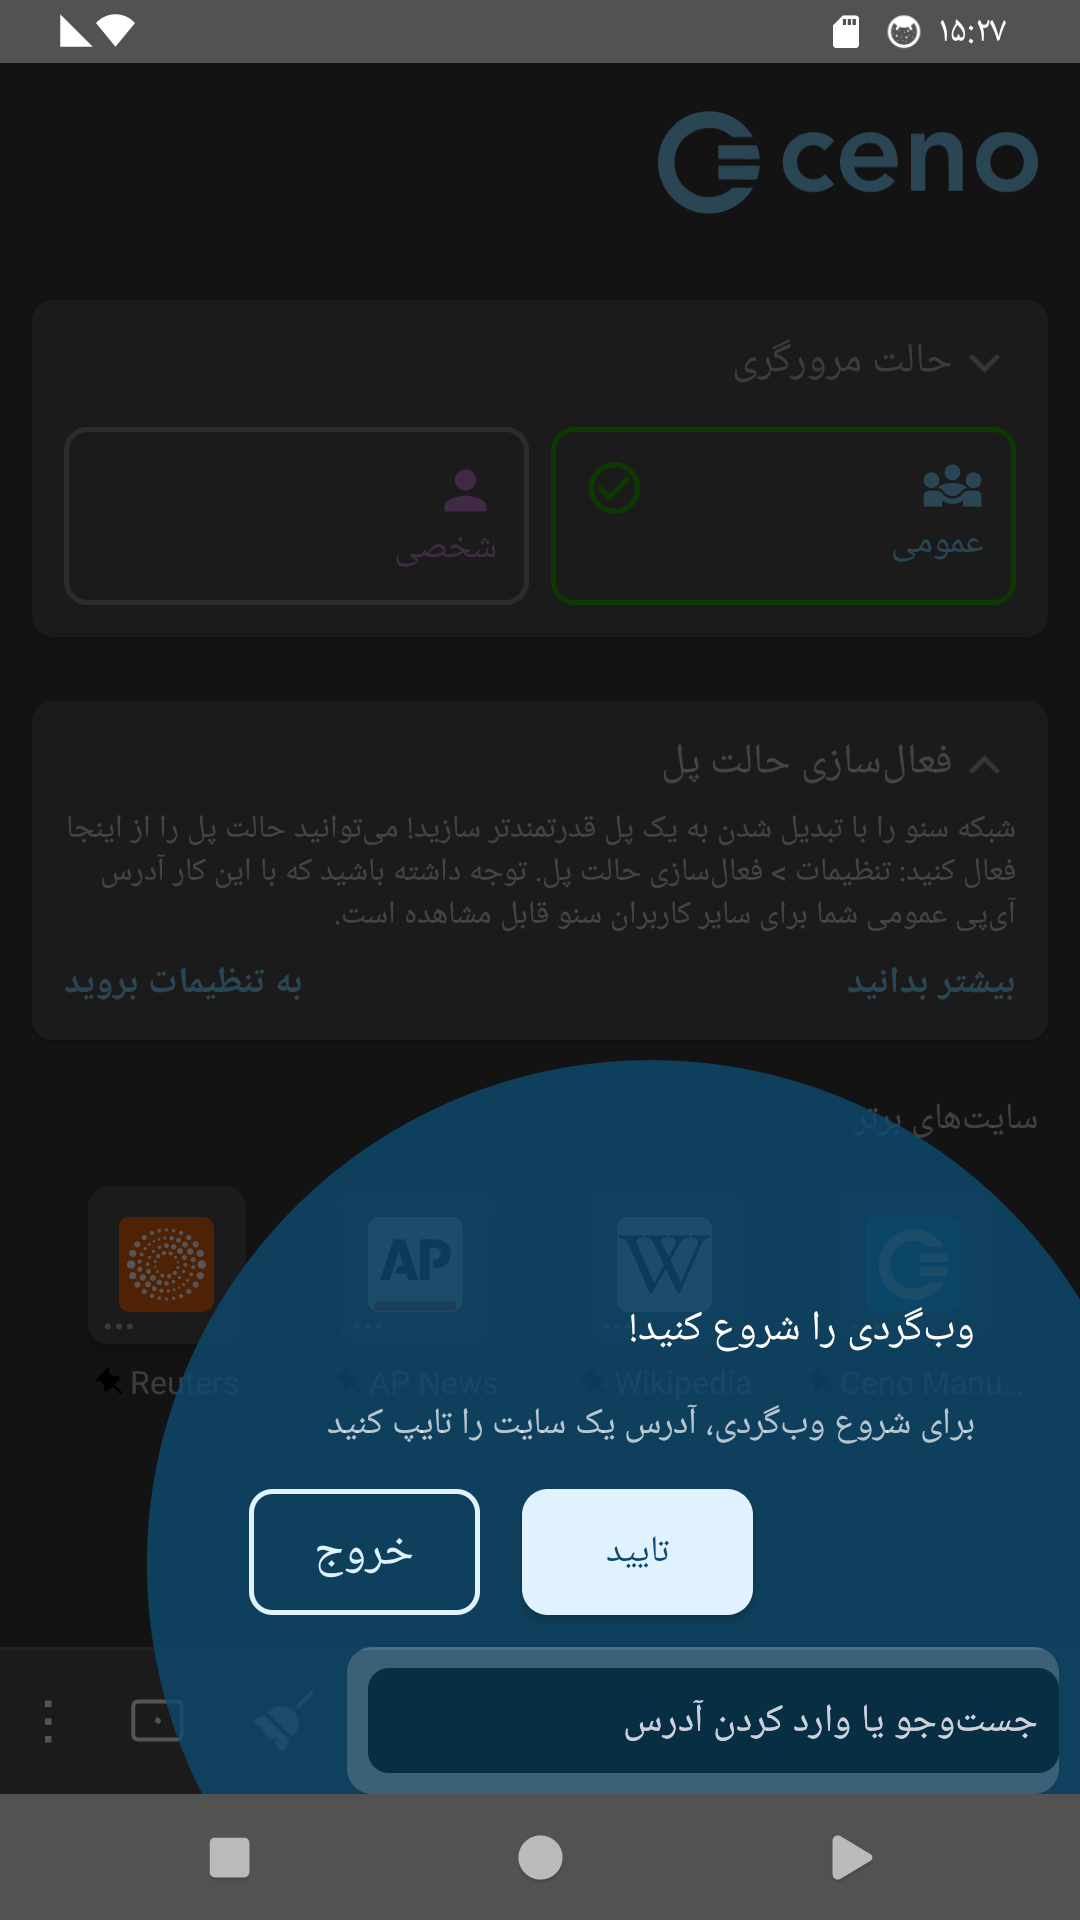 ۱۵:۲۷
ceno
حالت مرورگری
عمومی
شخصی
فعال‌سازی حالت پل
شبکه سنو را با تبدیل شدن به یک پل قدرتمندتر سازید! می‌توانید حالت پل را از اینجا
فعال کنید: تنظیمات > فعال‌سازی حالت پل. توجه داشته باشید که با این کار آدرس
آی‌پی عمومی شما برای سایر کاربران سنو قابل مشاهده است.
بیشتر بدانید
به تنظیمات بروید
سایت‌های برتر
AP
W
Reuters
AP News
Wikipedia
Ceno Manu...
وب‌گردی را شروع کنید!
برای شروع وب‌گردی، آدرس یک سایت را تایپ کنید
تایید
خروج
جست‌وجو یا وارد کردن آدرس